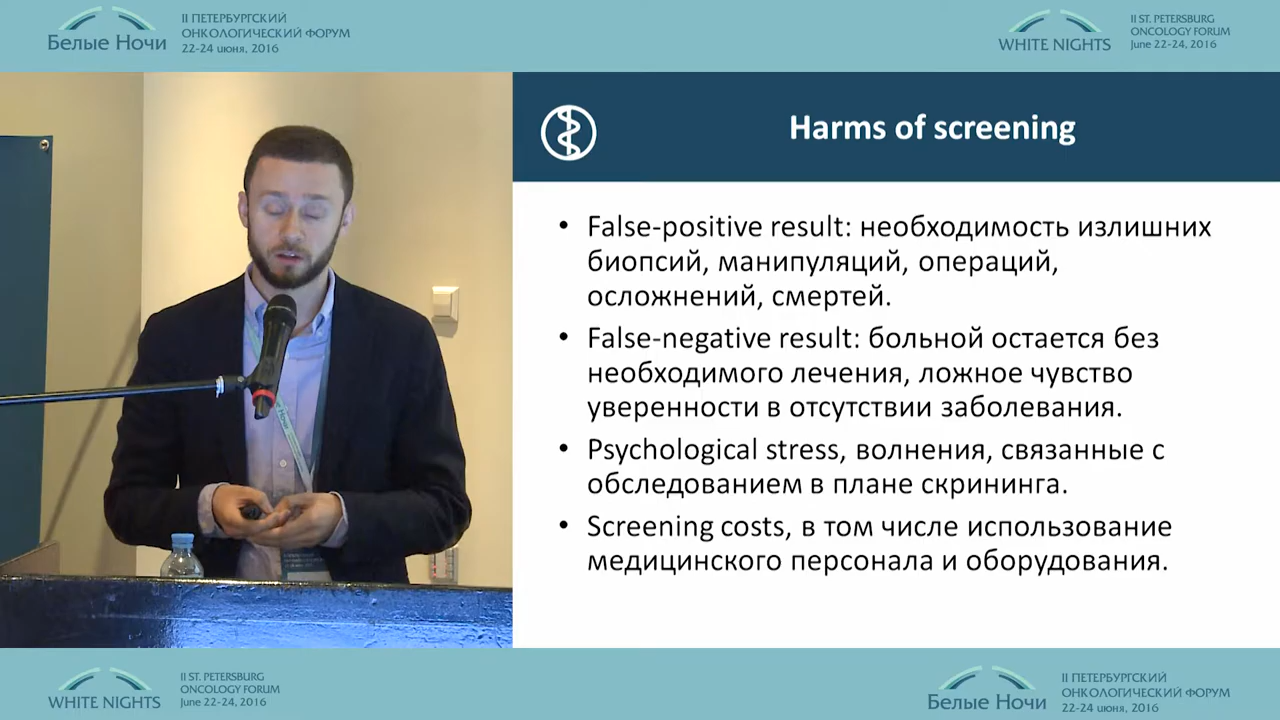 Белые Ночи
II ПЕТЕРБУРГСКИЙ
ОНКОЛОГИЧЕСКИЙ ФОРУМ
22-24 июня, 2016
WHITE NIGHTS
II ST. PETERSBURG
ONCOLOGY FORUM
June 22-24, 2016
Harms of screening
• False-positive result: необходимость излишних
биопсий, манипуляций, операций,
осложнений, смертей.
• False-negative result: больной остается без
необходимого лечения, ложное чувство
уверенности в отсутствии заболевания.
• Psychological stress, волнения, связанные с
обследованием в плане скрининга.
• Screening costs, в том числе использование
медицинского персонала и оборудования.
WHITE NIGHTS
II ST. PETERSBURG
ONCOLOGY FORUM
June 22-24, 2016
Белые Ночи
II ПЕТЕРБУРГСКИЙ
ОНКОЛОГИЧЕСКИЙ ФОРУМ
22-24 июня, 2016